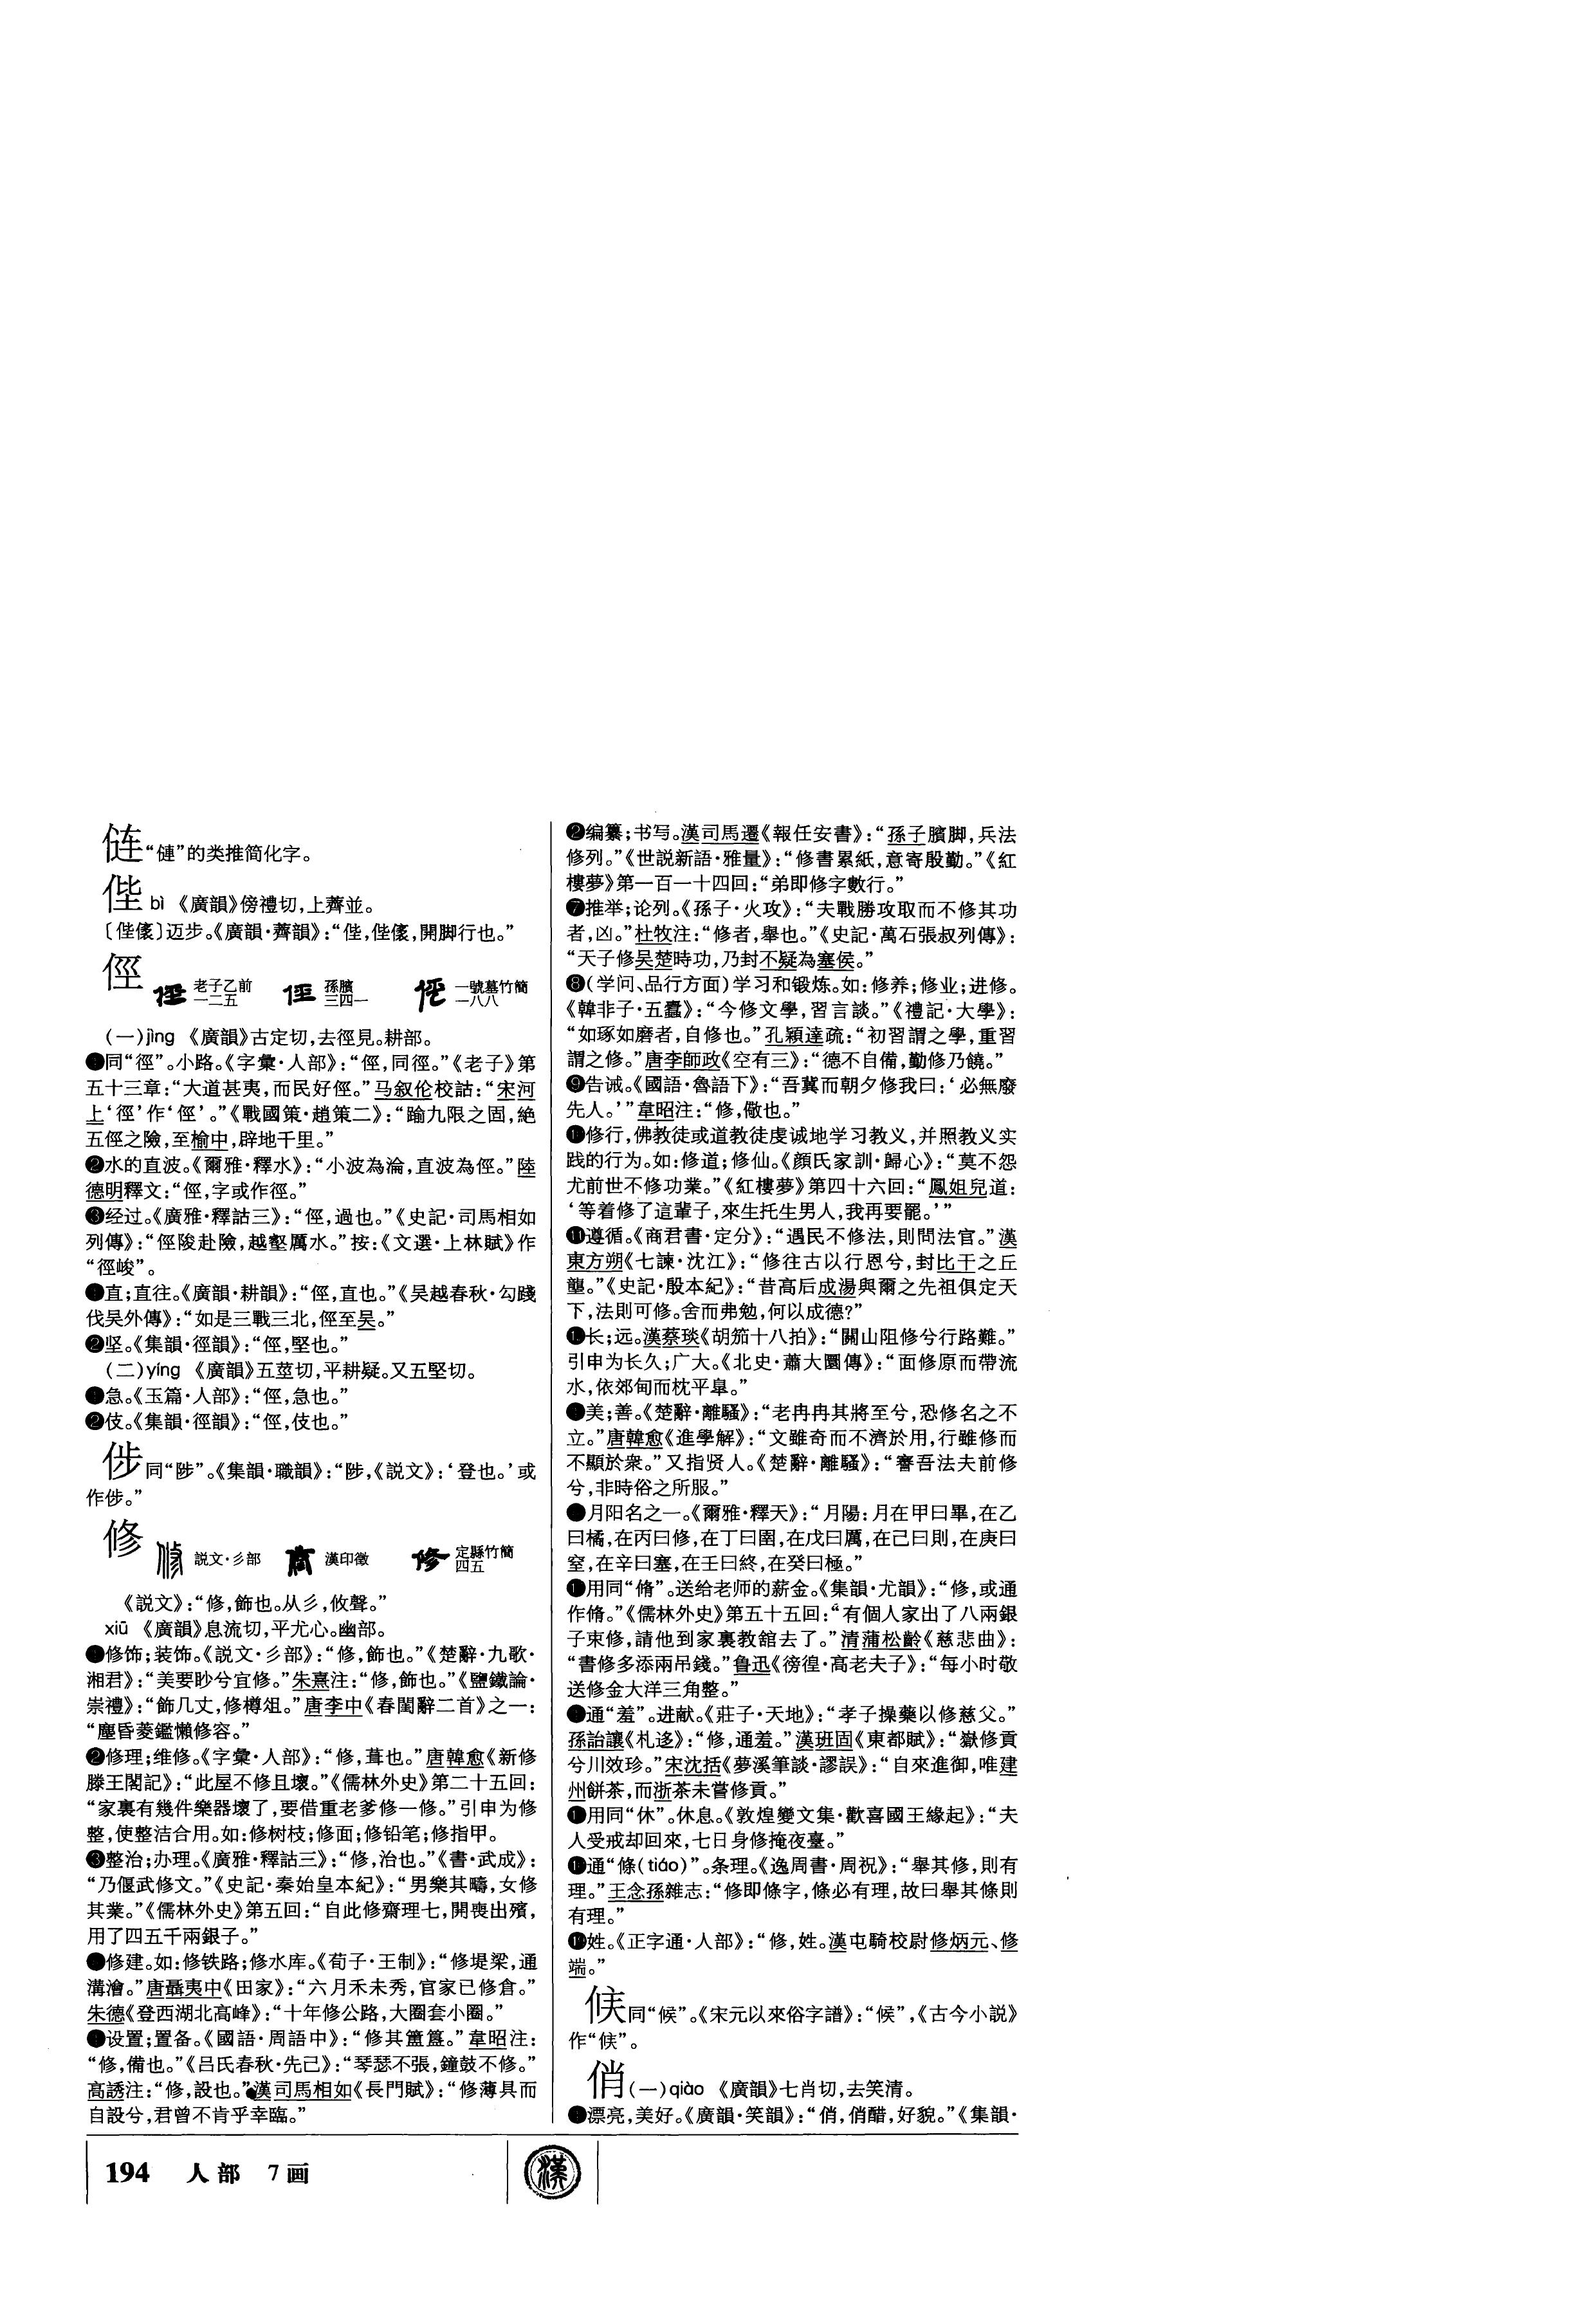 𫢒“僆”的类推简化字。
㑄 bì 《廣韻》傍禮切,上薺並。
〔㑄〕迈步。《廣韻·薺韻》:“㑄,㑄,開脚行也。”
俓 老子乙前一二五 孫臏三四一 一號墓竹簡一八八
(一)jìng 《廣韻》古定切,去徑見。耕部。
同“徑”。小路。《字彙·人部》:“俓,同徑。”《老子》第
五十三章:“大道甚夷,而民好俓。”马叙伦校詁:“宋河
上‘徑’作‘俓’。”《戰國策·趙策二》:“踰九限之固,絶
五俓之險,至榆中,辟地千里。”
❷水的直波。《爾雅·釋水》:“小波為淪,直波為俓。”陸
德明釋文:“俓,字或作徑。”
❸经过。《廣雅·釋詁三》:“俓,過也。”《史記·司馬相如
列傳》:“俓陖赴險,越壑厲水。”按:《文選·上林賦》作
“徑峻”。
直;直往。《廣韻·耕韻》:“俓,直也。”《吴越春秋·勾踐
伐吴外傳》:“如是三戰三北,俓至吴。”
❷坚。《集韻·徑韻》:“俓,堅也。”
(二)yíng 《廣韻》五莖切,平耕疑。又五堅切。
急。《玉篇·人部》:“俓,急也。”
❷伎。《集韻·徑韻》:“俓,伎也。”
㑥同“陟”。《集韻·職韻》:“陟,《説文》:‘登也。’或
作㑥。”
修 説文·彡部 漢印徵 定縣竹簡四五
《説文》:“修,飾也。从彡,攸聲。”
xiū 《廣韻》息流切,平尤心。幽部。
修饰;装饰。《説文·彡部》:“修,飾也。”《楚辭·九歌·
湘君》:“美要眇兮宜修。”朱熹注:“修,飾也。”《鹽鐵論·
崇禮》:“飾几丈,修樽俎。”唐李中《春閨辭二首》之一:
“塵昏菱鑑懶修容。”
❷修理;维修。《字彙·人部》:“修,葺也。”唐韓愈《新修
滕王閣記》:“此屋不修且壞。”《儒林外史》第二十五回:
“家裏有幾件樂器壞了,要借重老爹修一修。”引申为修
整,使整洁合用。如:修树枝;修面;修铅笔;修指甲。
❸整治;办理。《廣雅·釋詁三》:“修,治也。”《書·武成》:
“乃偃武修文。”《史記·秦始皇本紀》:“男樂其疇,女修
其業。”《儒林外史》第五回:“自此修齋理七,開喪出殯,
用了四五千兩銀子。”
修建。如:修铁路;修水库。《荀子·王制》:“修堤梁,通
溝澮。”唐聶夷中《田家》:“六月禾未秀,官家已修倉。”
朱德《登西湖北高峰》:“十年修公路,大圈套小圈。”
设置;置备。《國語·周語中》:“修其簠簋。”韋昭注:
“修,備也。”《吕氏春秋·先己》:“琴瑟不張,鐘鼓不修。”
高誘注:“修,設也。”漢司馬相如《長門賦》:“修薄具而
自設兮,君曾不肯乎幸臨。”
❷编纂;书写。漢司馬遷《報任安書》:“孫子臏脚,兵法
修列。”《世説新語·雅量》:“修書累紙,意寄殷勤。”《紅
樓夢》第一百一十四回:“弟即修字數行。”
❼推举;论列。《孫子·火攻》:“夫戰勝攻取而不修其功
者,凶。”杜牧注:“修者,舉也。”《史記·萬石張叔列傳》:
“天子修吴楚時功,乃封不疑為塞侯。”
❽(学问、品行方面)学习和锻炼。如:修养;修业;进修。
《韓非子·五蠹》:“今修文學,習言談。”《禮記·大學》:
“如琢如磨者,自修也。”孔穎達疏:“初習謂之學,重習
謂之修。”唐李師政《空有三》:“德不自備,勤修乃饒。”
❾告诫。《國語·魯語下》:“吾冀而朝夕修我曰:‘必無廢
先人。’”韋昭注:“修,儆也。”
修行,佛教徒或道教徒虔诚地学习教义,并照教义实
践的行为。如:修道;修仙。《顔氏家訓·歸心》:“莫不怨
尤前世不修功業。”《紅樓夢》第四十六回:“鳳姐兒道:
‘等着修了這輩子,來生托生男人,我再要罷。’”
⓫遵循。《商君書·定分》:“遇民不修法,則問法官。”漢
東方朔《七諫·沈江》:“修往古以行恩兮,封比干之丘
壟。”《史記·殷本紀》:“昔高后成湯與爾之先祖俱定天
下,法則可修。舍而弗勉,何以成德?”
长;远。漢蔡琰《胡笳十八拍》:“關山阻修兮行路難。”
引申为长久;广大。《北史·蕭大圜傳》:“面修原而帶流
水,依郊甸而枕平臯。”
美;善。《楚辭·離騷》:“老冉冉其將至兮,恐修名之不
立。”唐韓愈《進學解》:“文雖奇而不濟於用,行雖修而
不顯於衆。”又指贤人。《楚辭·離騷》:“謇吾法夫前修
兮,非時俗之所服。”
月阳名之一。《爾雅·釋天》:“月陽:月在甲曰畢,在乙
曰橘,在丙曰修,在丁曰圉,在戊曰厲,在己曰則,在庚曰
窒,在辛曰塞,在壬曰終,在癸曰極。”
用同“脩”。送给老师的薪金。《集韻·尤韻》:“修,或通
作脩。”《儒林外史》第五十五回:“有個人家出了八兩銀
子束修,請他到家裏教舘去了。”清蒲松齡《慈悲曲》:
“書修多添兩吊錢。”鲁迅《徬徨·高老夫子》:“每小时敬
送修金大洋三角整。”
通“羞”。进献。《莊子·天地》:“孝子操藥以修慈父。”
孫詒讓《札迻》:“修,通羞。”漢班固《東都賦》:“嶽修貢
兮川效珍。”宋沈括《夢溪筆談·謬誤》:“自來進御,唯建
州餅茶,而浙茶未嘗修貢。”
用同“休”。休息。《敦煌變文集·歡喜國王緣起》:“夫
人受戒却回來,七日身修掩夜臺。”
通“條(tiáo)”。条理。《逸周書·周祝》:“舉其修,則有
理。”王念孫雜志:“修即條字,條必有理,故曰舉其條則
有理。”
姓。《正字通·人部》:“修,姓。漢屯騎校尉修炳元、修
端。”
同“候”。《宋元以來俗字譜》:“候”,《古今小説》
作“”。
俏(一)qiào 《廣韻》七肖切,去笑清。
漂亮,美好。《廣韻·笑韻》:“俏,俏醋,好貌。”《集韻·
194 人部 7画
漢